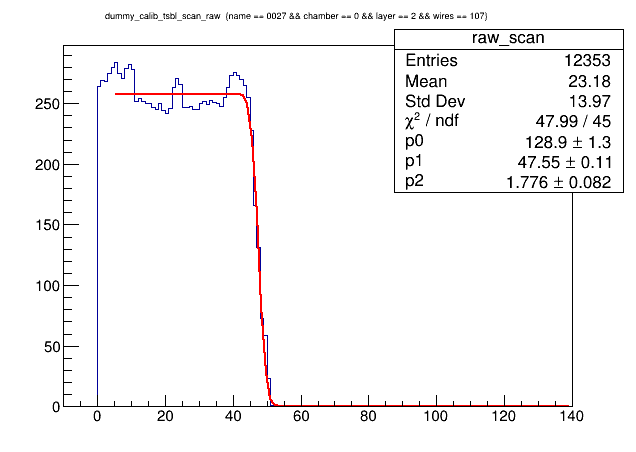 dummy_calib_tsbl_scan_raw (name == 0027 && chamber == 0 && layer == 2 && wires == 107)
raw_scan
Entries 12353
Mean 23.18
Std Dev 13.97
χ² / ndf 47.99 / 45
p0 128.9 ± 1.3
p1 47.55 ± 0.11
p2 1.776 ± 0.082
250
200
150
100
50
0
0 20 40 60 80 100 120 140